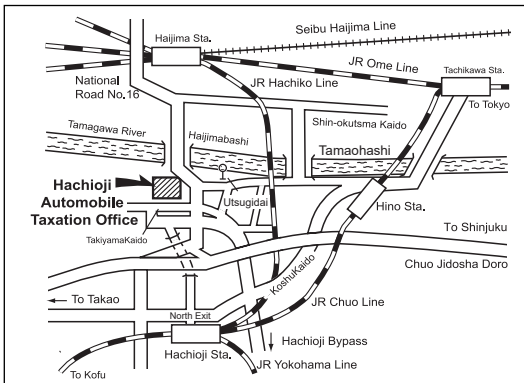 Seibu Haijima Line
Haijima Sta.
JR Ome Line
Tachikawa Sta.
National
Road No.16
JR Hachiko Line
To Tokyo
Shin-okutsma Kaido
Tamagawa River
Haijimabashi
Tamaohashi
Hachioji
Automobile
Taxation Office
Utsugidai
Hino Sta.
TakiyamaKaido
To Shinjuku
Chuo Jidosha Doro
KoshuKaido
To Takao
JR Chuo Line
North Exit
Hachioji Sta.
Hachioji Bypass
JR Yokohama Line
To Kofu